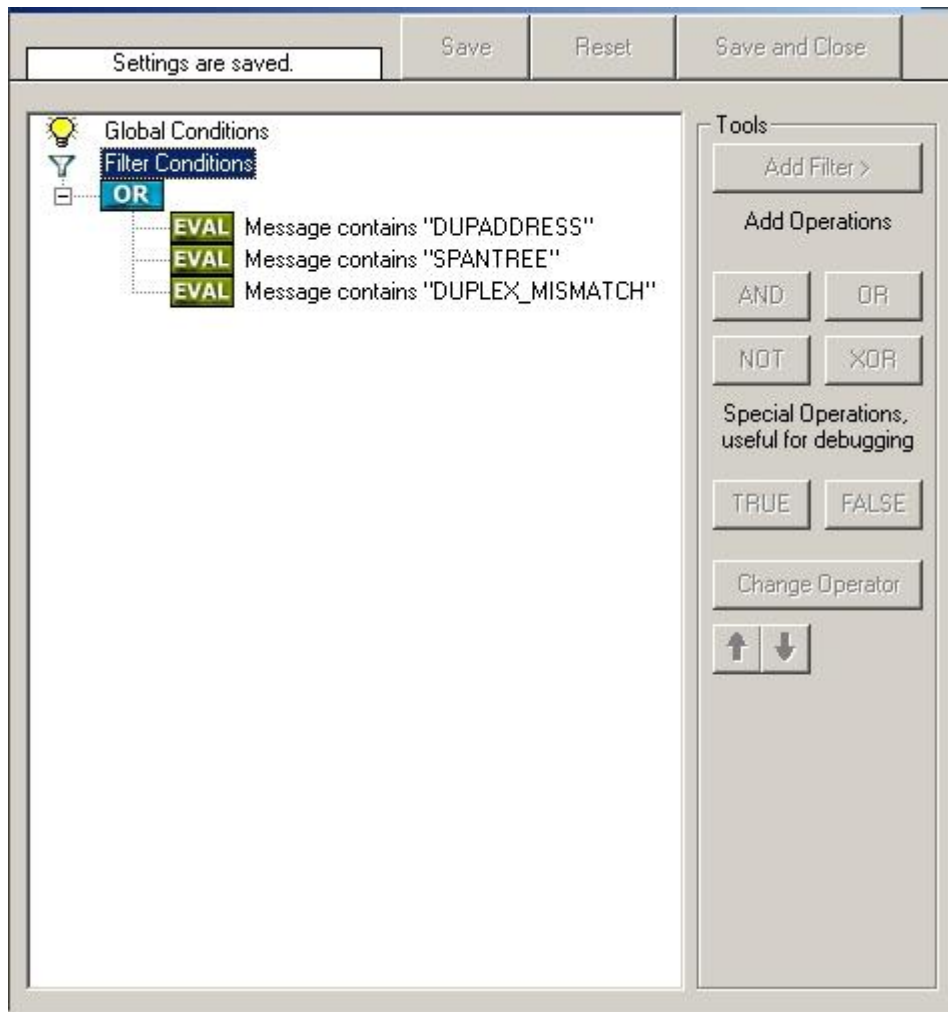 Settings are saved.
Save
Reset
Save and Close
Global Conditions
Filter Conditions
OR
EVAL Message contains "DUPADDRESS"
EVAL Message contains "SPANTREE"
EVAL Message contains "DUPLEX_MISMATCH"
Tools
Add Filter >
Add Operations
AND
OR
NOT
XOR
Special Operations,
useful for debugging
TRUE
FALSE
Change Operator